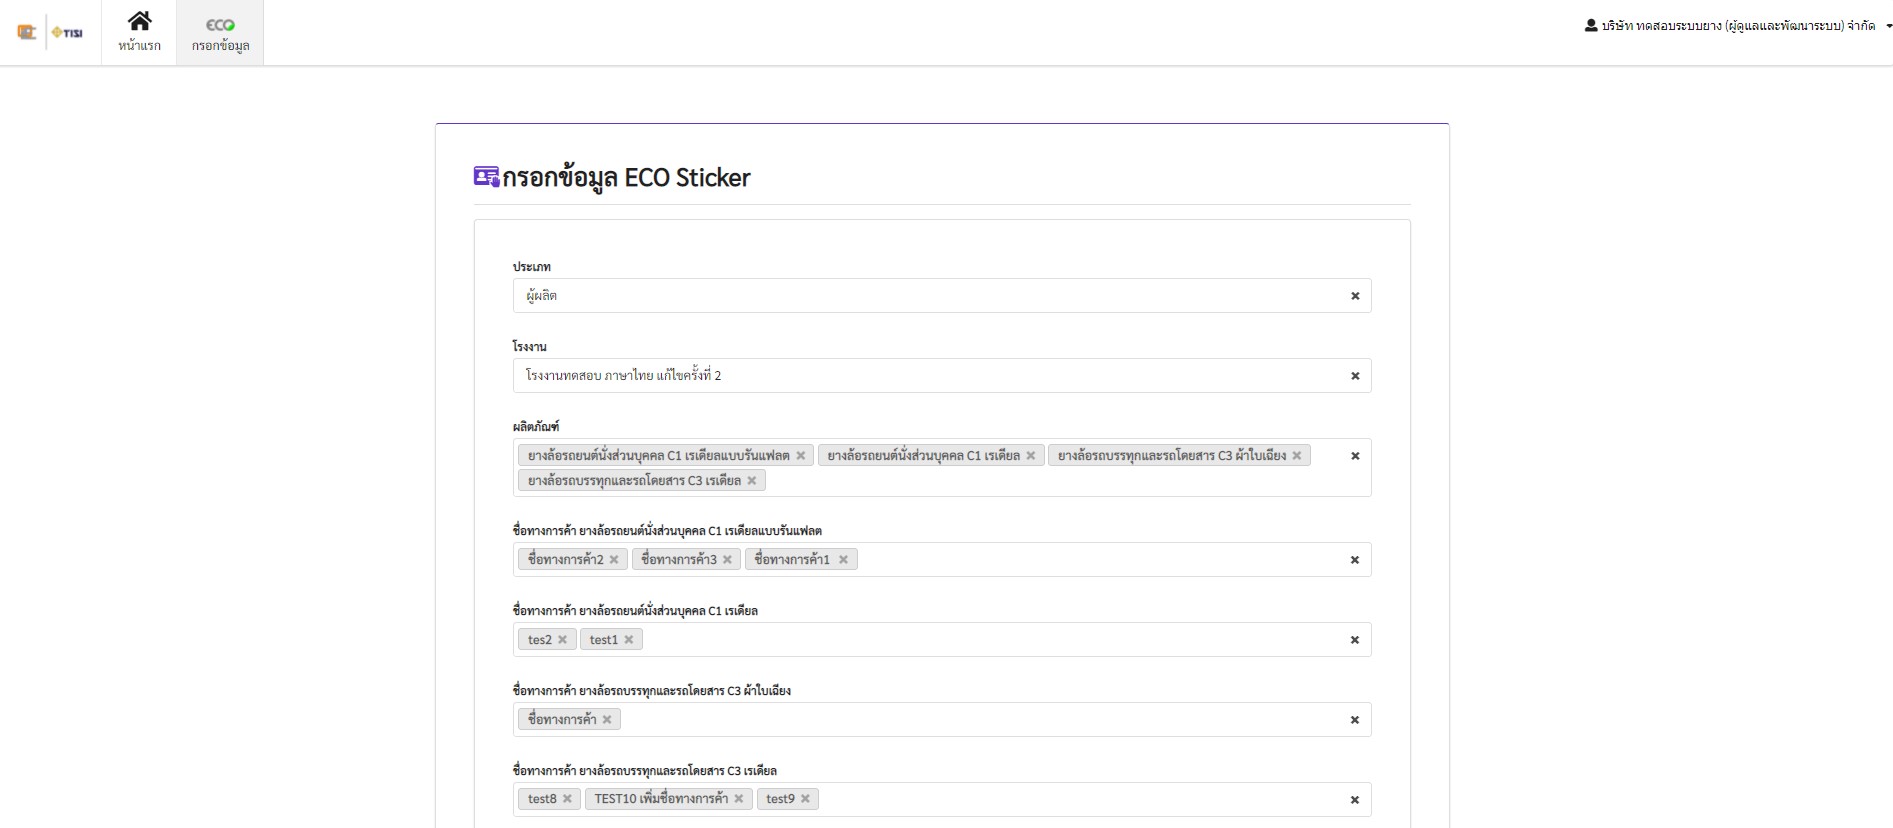 TISI
หน้าแรก
ECO
กรอกข้อมูล
บริษัท ทดสอบระบบยาง (ผู้ดูแลและพัฒนาระบบ) จำกัด
กรอกข้อมูล ECO Sticker
ประเภท
ผู้ผลิต
โรงงาน
โรงงานทดสอบ ภาษาไทย แก้ไขครั้งที่ 2
ผลิตภัณฑ์
ยางล้อรถยนต์นั่งส่วนบุคคล C1 เรเดียลแบบรันแฟลต ยางล้อรถยนต์นั่งส่วนบุคคล C1 เรเดียล ยางล้อรถบรรทุกและรถโดยสาร C3 ผ้าใบเฉียง
ยางล้อรถบรรทุกและรถโดยสาร C3 เรเดียล
ชื่อทางการค้า ยางล้อรถยนต์นั่งส่วนบุคคล C1 เรเดียลแบบรันแฟลต
ชื่อทางการค้า2 ชื่อทางการค้า3 ชื่อทางการค้า1
ชื่อทางการค้า ยางล้อรถยนต์นั่งส่วนบุคคล C1 เรเดียล
tes2 test1
ชื่อทางการค้า ยางล้อรถบรรทุกและรถโดยสาร C3 ผ้าใบเฉียง
ชื่อทางการค้า
ชื่อทางการค้า ยางล้อรถบรรทุกและรถโดยสาร C3 เรเดียล
test8 TEST10 เพิ่มชื่อทางการค้า test9